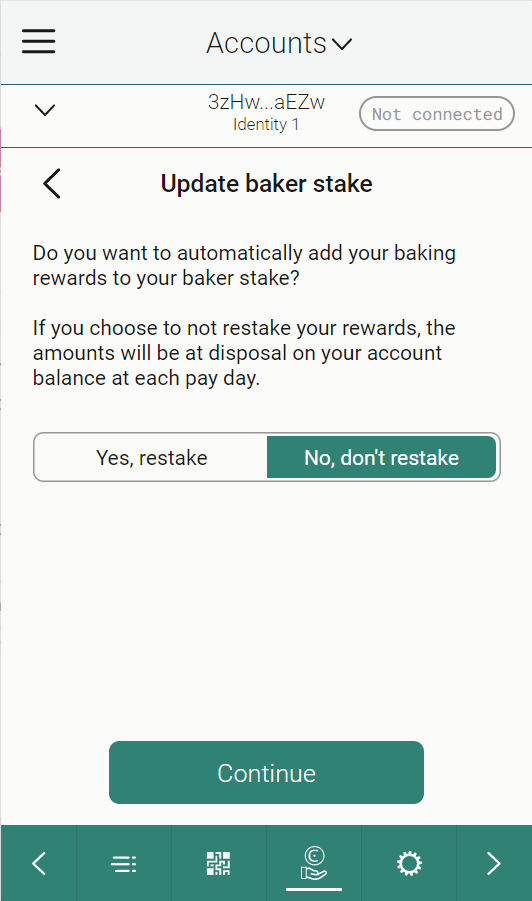 Accounts
3zHw...aEZw
Identity 1
Not connected
Update baker stake
Do you want to automatically add your baking
rewards to your baker stake?
If you choose to not restake your rewards, the
amounts will be at disposal on your account
balance at each pay day.
Yes, restake
No, don't restake
Continue